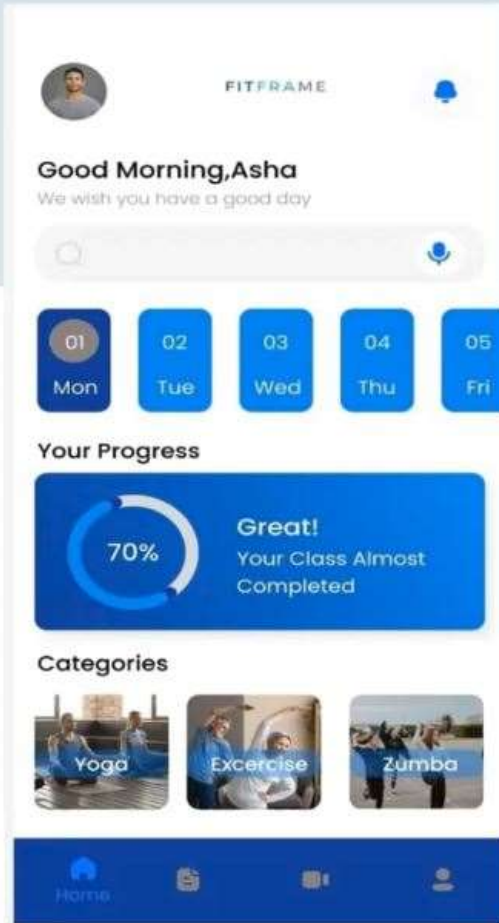 FITFRAME
Good Morning,Asha
We wish you have a good day
01 02 03 04 05
Mon Tue Wed Thu Fri
Your Progress
70%
Great!
Your Class Almost
Completed
Categories
Yoga Excercise Zumba
Home